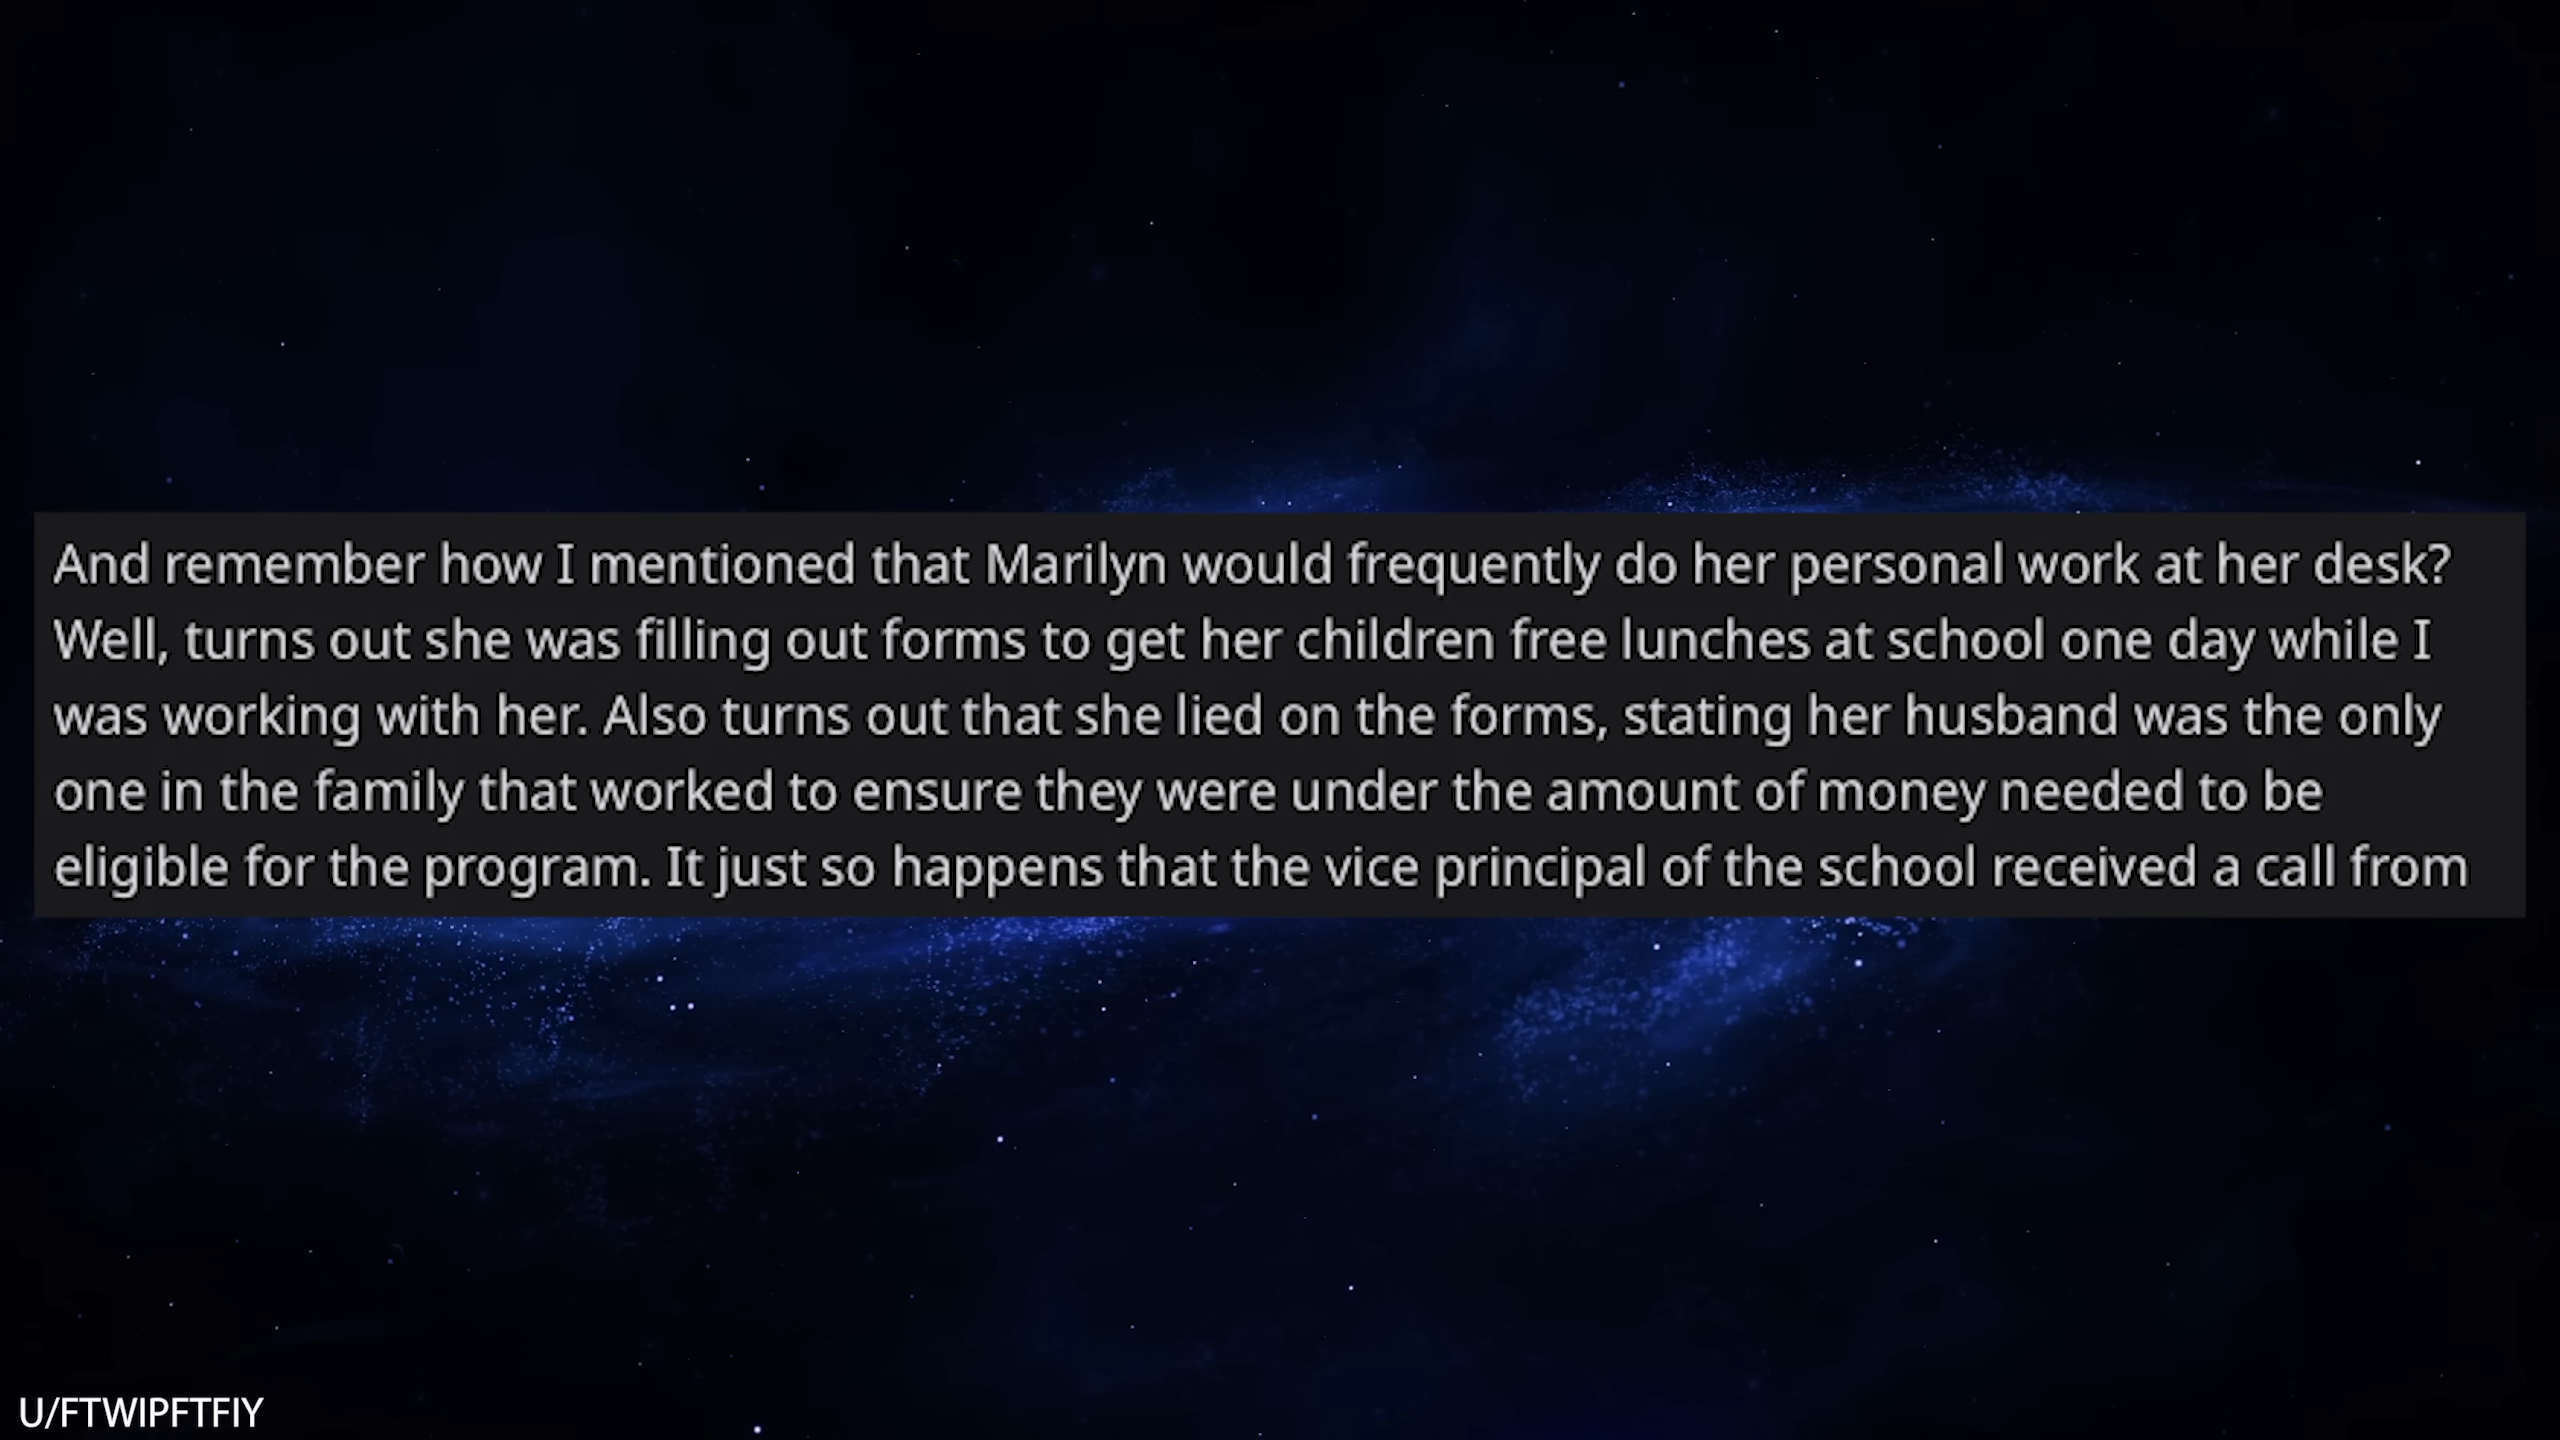 And remember how I mentioned that Marilyn would frequently do her personal work at her desk?
Well, turns out she was filling out forms to get her children free lunches at school one day while I
was working with her. Also turns out that she lied on the forms, stating her husband was the only
one in the family that worked to ensure they were under the amount of money needed to be
eligible for the program. It just so happens that the vice principal of the school received a call from
U/FTWIPFTFIY